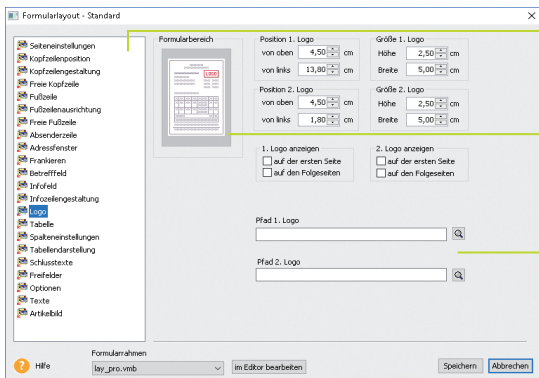 Formularlayout - Standard
Seiteneinstellungen
Kopfzeilenposition
Kopfzeilengestaltung
Freie Kopfzeile
Fußzeile
Fußzeilenausrichtung
Freie Fußzeile
Absenderzeile
Adressfenster
Frankieren
Betrefffeld
Infofeld
Infozeilengestaltung
Logo
Tabelle
Spalteneinstellungen
Tabellendarstellung
Schlusstexte
Freifelder
Optionen
Texte
Artikelbild
Formularbereich
LOGO
Position 1. Logo
von oben 4,50 cm
von links 13,80 cm
Größe 1. Logo
Höhe 2,50 cm
Breite 5,00 cm
Position 2. Logo
von oben 4,50 cm
von links 1,80 cm
Größe 2. Logo
Höhe 2,50 cm
Breite 5,00 cm
1. Logo anzeigen
auf der ersten Seite
auf den Folgeseiten
2. Logo anzeigen
auf der ersten Seite
auf den Folgeseiten
Pfad 1. Logo
Pfad 2. Logo
Hilfe
Formularrahmen
lay_pro.vmb
im Editor bearbeiten
Speichern
Abbrechen